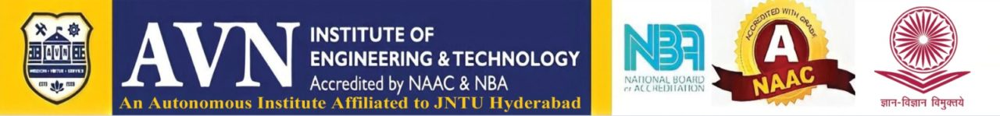 AVN
AVN
INSTITUTE OF
ENGINEERING & TECHNOLOGY
Accredited by NAAC & NBA
An Autonomous Institute Affiliated to JNTU Hyderabad
NBA
NATIONAL BOARD
of ACCREDITATION
ACCREDITED WITH GRADE
A
NAAC
ज्ञान-विज्ञान विमुक्तये